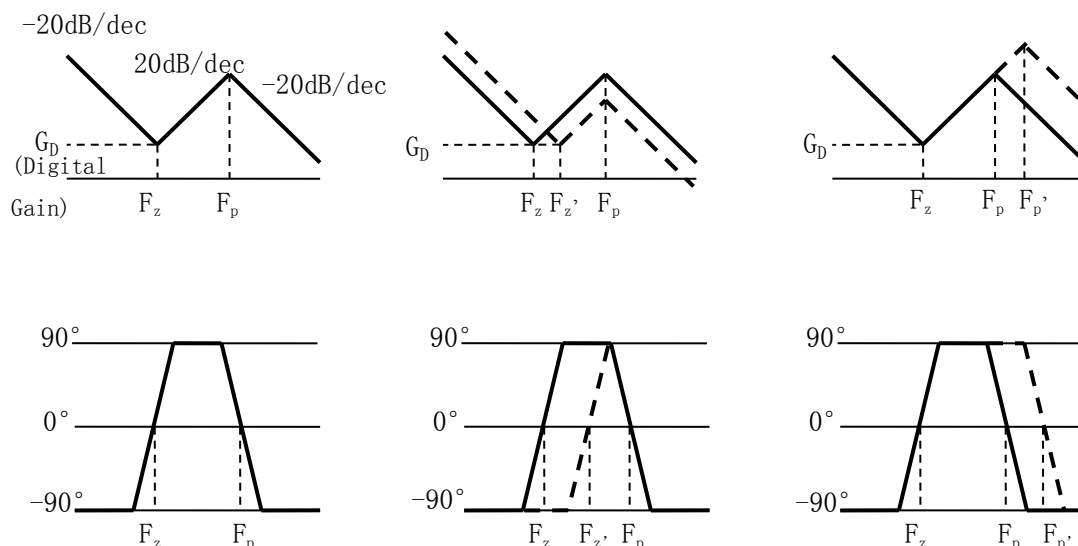 -20dB/dec
20dB/dec
-20dB/dec
G_D
(Digital
Gain)
F_z F_p
G_D
F_z F_z' F_p
G_D
F_z F_p F_p'
90°
0°
-90°
F_z F_p
90°
0°
-90°
F_z F_z' F_p
90°
0°
-90°
F_z F_p F_p'